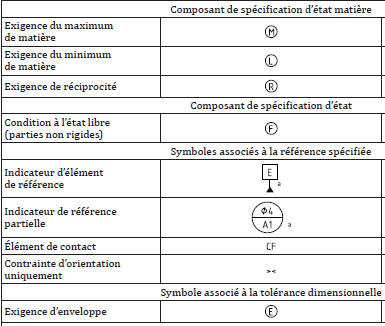 Composant de spécification d'état matière
Exigence du maximum
de matière
Ⓜ
Exigence du minimum
de matière
Ⓛ
Exigence de réciprocité
Ⓡ
Composant de spécification d'état
Condition à l'état libre
(parties non rigides)
Ⓕ
Symboles associés à la référence spécifiée
Indicateur d'élément
de référence
E
a
Indicateur de référence
partielle
Φ4
A1
a
Élément de contact
CF
Contrainte d'orientation
uniquement
><
Symbole associé à la tolérance dimensionnelle
Exigence d'enveloppe
Ⓔ